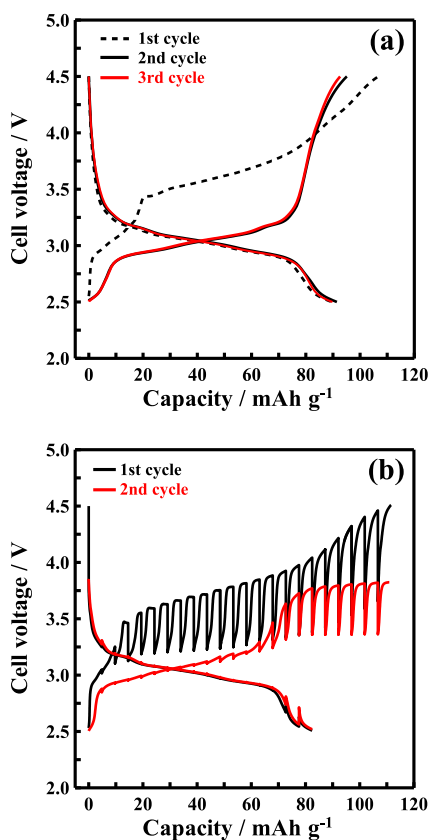 (a)
1st cycle
2nd cycle
3rd cycle
5.0
4.5
4.0
3.5
3.0
2.5
2.0
Cell voltage / V
0 20 40 60 80 100 120
Capacity / mAh g⁻¹
(b)
1st cycle
2nd cycle
5.0
4.5
4.0
3.5
3.0
2.5
2.0
Cell voltage / V
0 20 40 60 80 100 120
Capacity / mAh g⁻¹